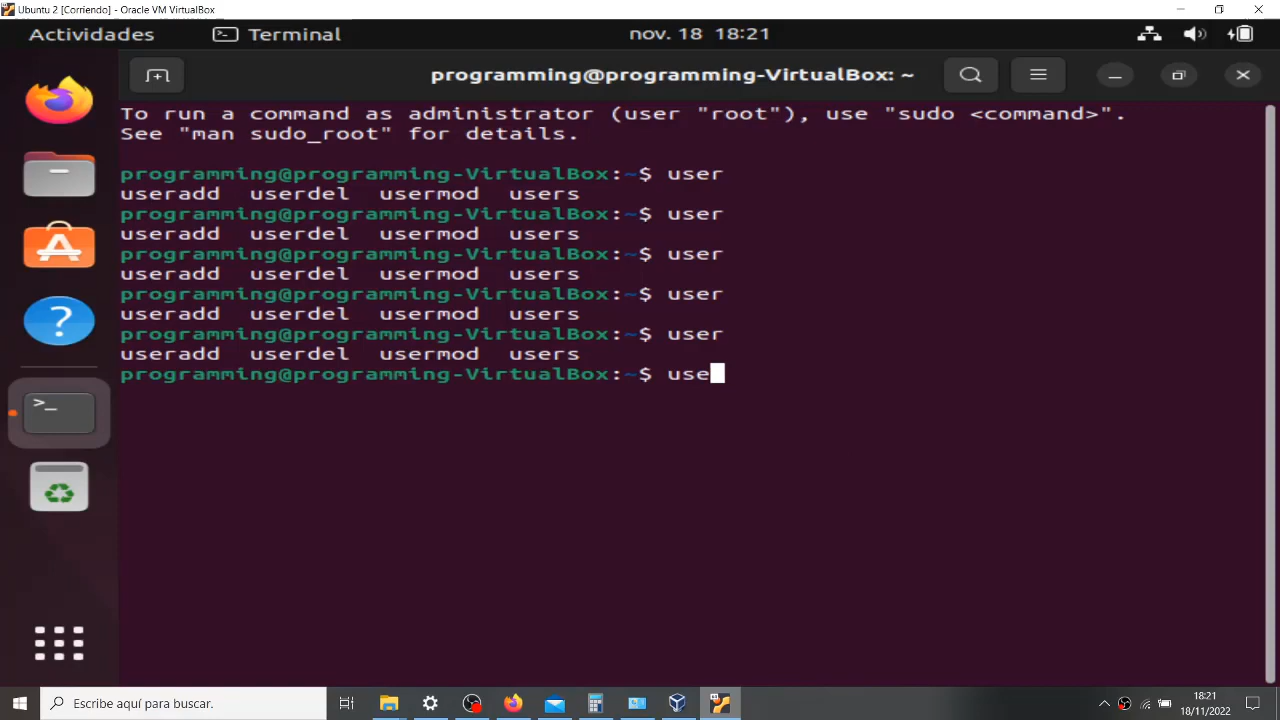 Ubuntu 2 [Corriendo] - Oracle VM VirtualBox
Actividades
Terminal
nov. 18 18:21
programming@programming-VirtualBox: ~
To run a command as administrator (user "root"), use "sudo <command>".
See "man sudo_root" for details.
programming@programming-VirtualBox:~$ user
useradd userdel usermod users
programming@programming-VirtualBox:~$ user
useradd userdel usermod users
programming@programming-VirtualBox:~$ user
useradd userdel usermod users
programming@programming-VirtualBox:~$ user
useradd userdel usermod users
programming@programming-VirtualBox:~$ user
useradd userdel usermod users
programming@programming-VirtualBox:~$ use
Escribe aquí para buscar.
18:21
18/11/2022